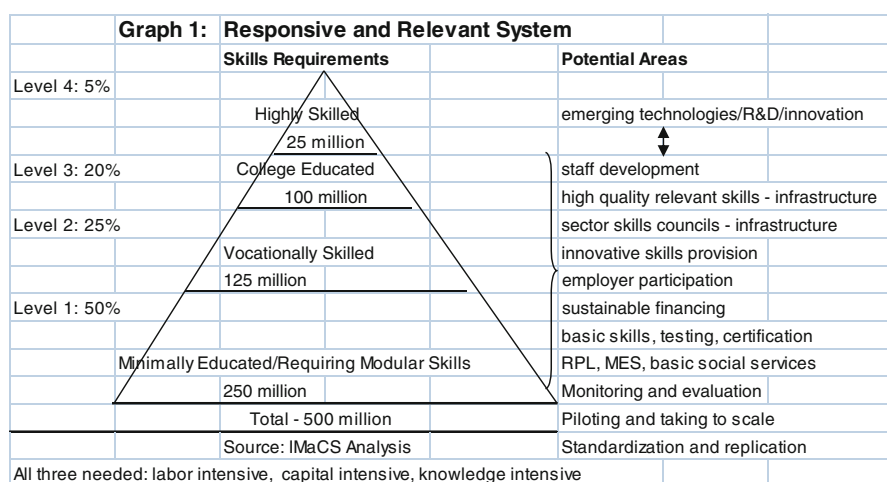 Graph 1: Responsive and Relevant System
Skills Requirements Potential Areas
Level 4: 5%
Highly Skilled emerging technologies/R&D/innovation
25 million
Level 3: 20% College Educated staff development
100 million high quality relevant skills - infrastructure
Level 2: 25% sector skills councils - infrastructure
Vocationally Skilled innovative skills provision
125 million employer participation
Level 1: 50% sustainable financing
basic skills, testing, certification
Minimally Educated/Requiring Modular Skills RPL, MES, basic social services
250 million Monitoring and evaluation
Total - 500 million Piloting and taking to scale
Source: IMaCS Analysis Standardization and replication
All three needed: labor intensive, capital intensive, knowledge intensive